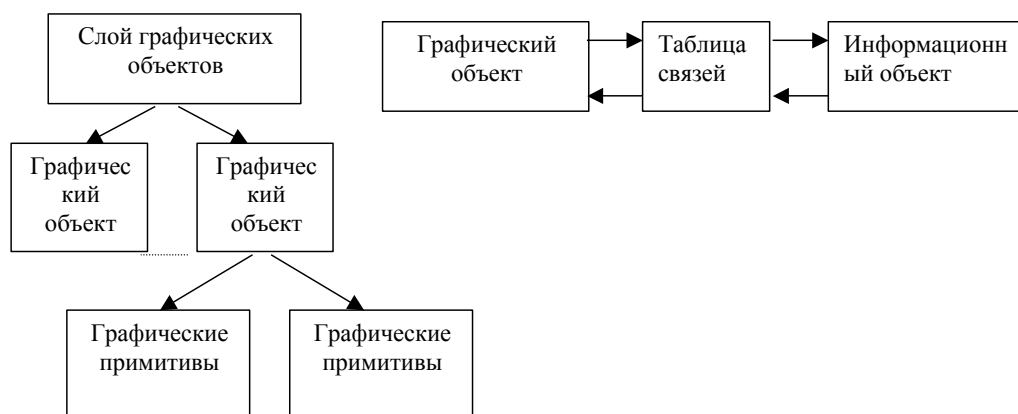 Слой графических
объектов
Графический
объект
Таблица
связей
Информационн
ый объект
Графичес
кий
объект
Графичес
кий
объект
Графические
примитивы
Графические
примитивы